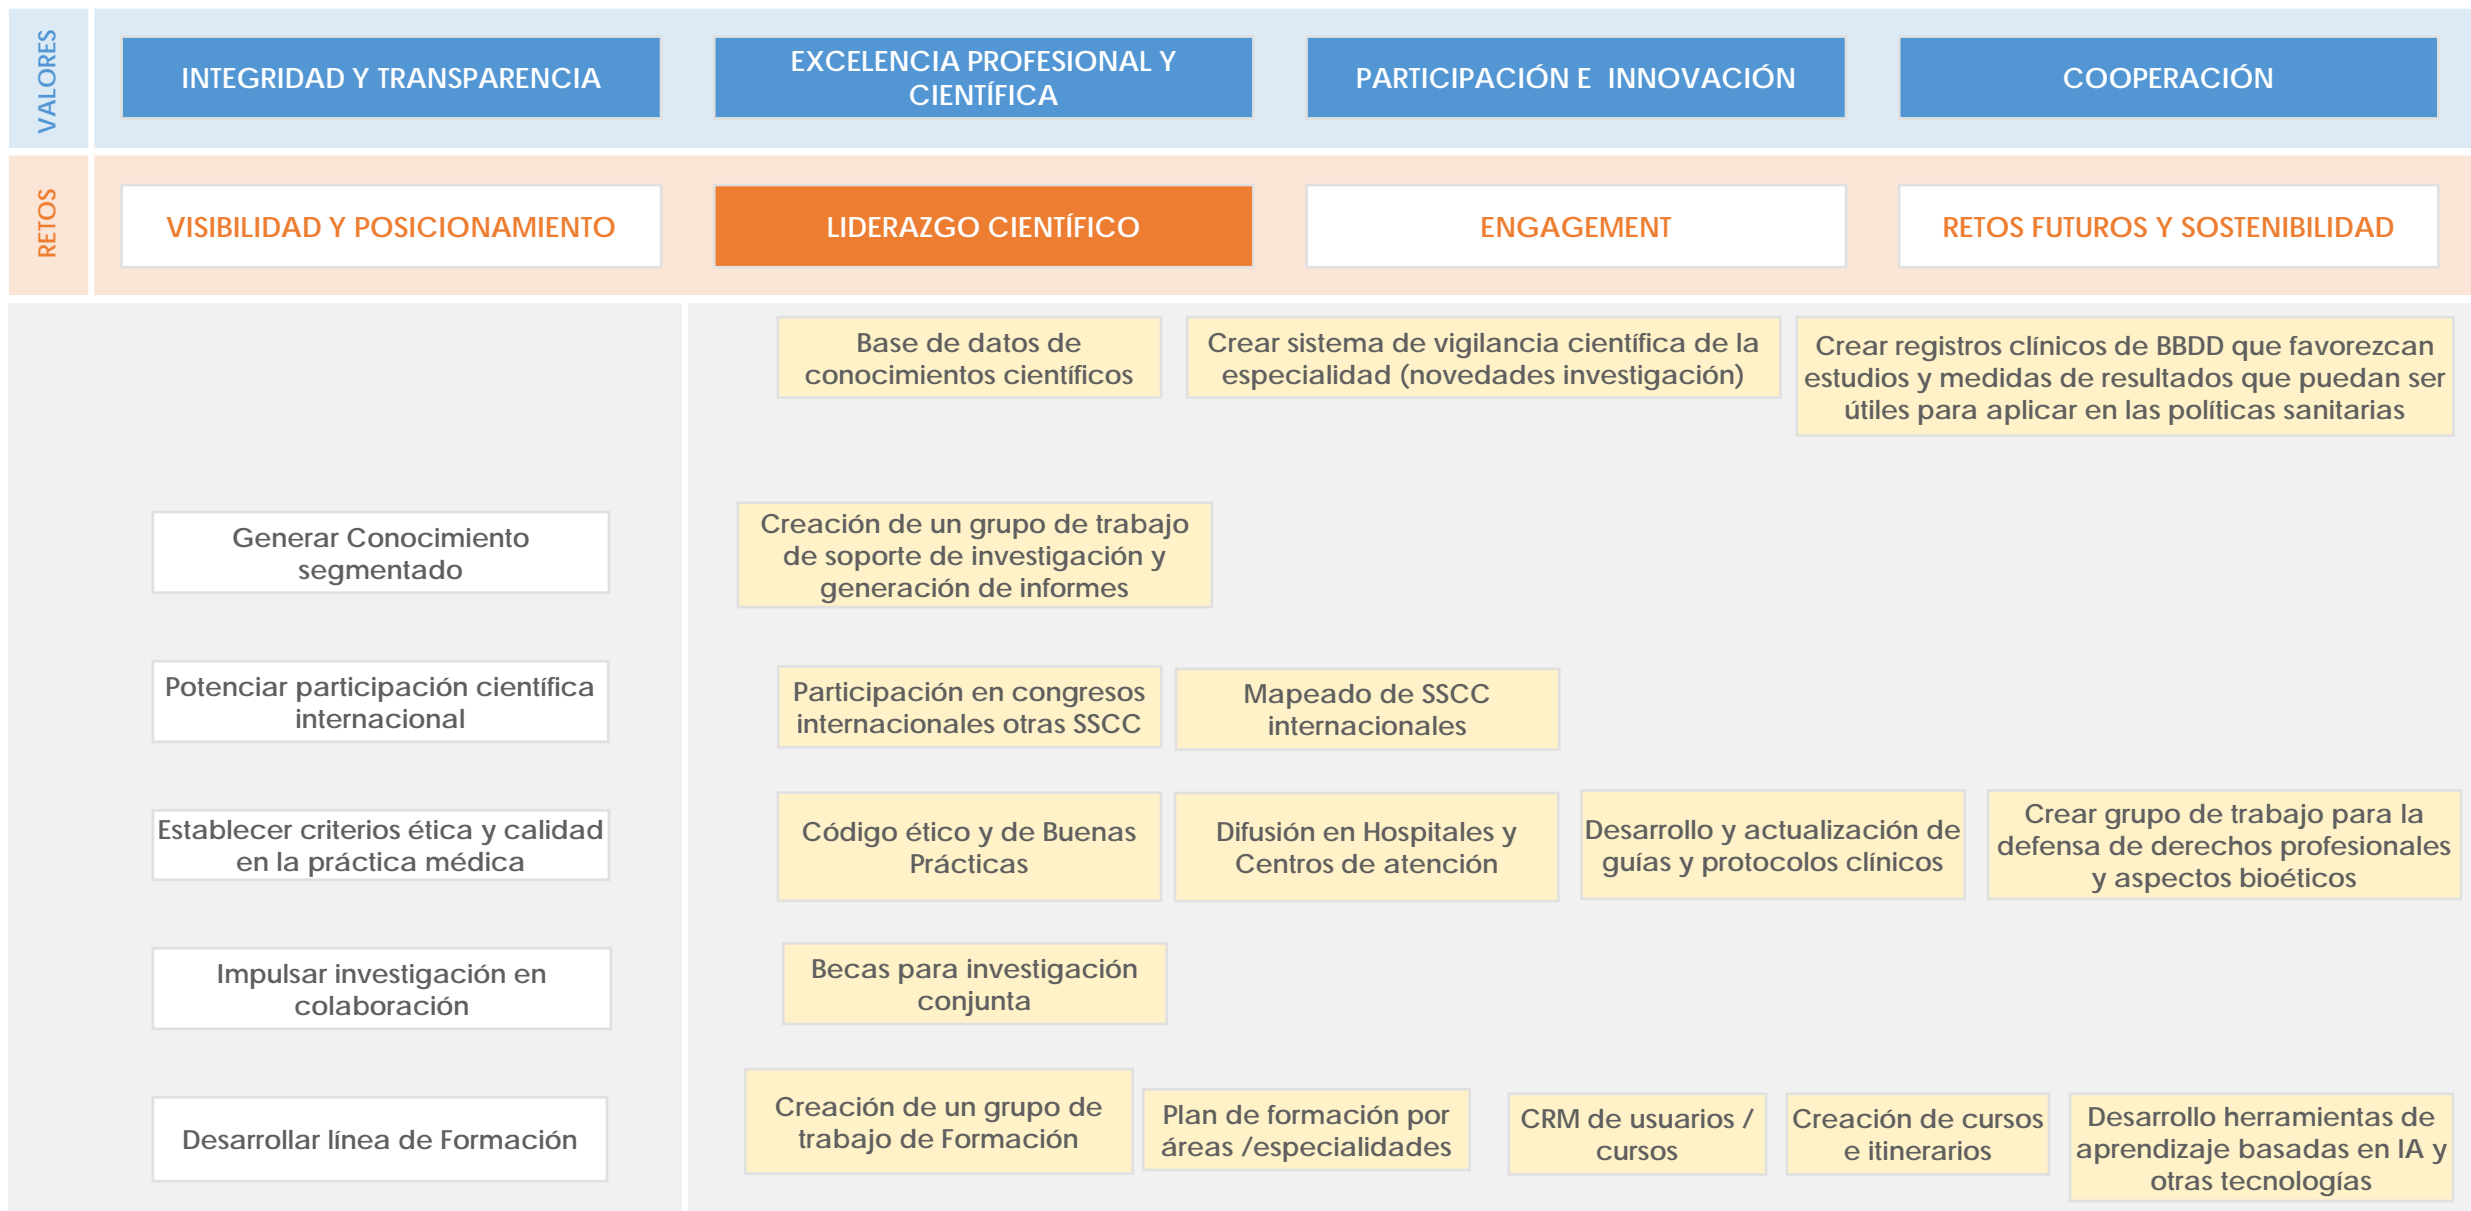 VALORES
INTEGRIDAD Y TRANSPARENCIA
EXCELENCIA PROFESIONAL Y
CIENTÍFICA
PARTICIPACIÓN E INNOVACIÓN
COOPERACIÓN
RETOS
VISIBILIDAD Y POSICIONAMIENTO
LIDERAZGO CIENTÍFICO
ENGAGEMENT
RETOS FUTUROS Y SOSTENIBILIDAD
Base de datos de
conocimientos científicos
Crear sistema de vigilancia científica de la
especialidad (novedades investigación)
Crear registros clínicos de BBDD que favorezcan
estudios y medidas de resultados que puedan ser
útiles para aplicar en las políticas sanitarias
Generar Conocimiento
segmentado
Creación de un grupo de trabajo
de soporte de investigación y
generación de informes
Potenciar participación científica
internacional
Participación en congresos
internacionales otras SSCC
Mapeado de SSCC
internacionales
Establecer criterios ética y calidad
en la práctica médica
Código ético y de Buenas
Prácticas
Difusión en Hospitales y
Centros de atención
Desarrollo y actualización de
guías y protocolos clínicos
Crear grupo de trabajo para la
defensa de derechos profesionales
y aspectos bioéticos
Impulsar investigación en
colaboración
Becas para investigación
conjunta
Desarrollar línea de Formación
Creación de un grupo de
trabajo de Formación
Plan de formación por
áreas /especialidades
CRM de usuarios /
cursos
Creación de cursos
e itinerarios
Desarrollo herramientas de
aprendizaje basadas en IA y
otras tecnologías